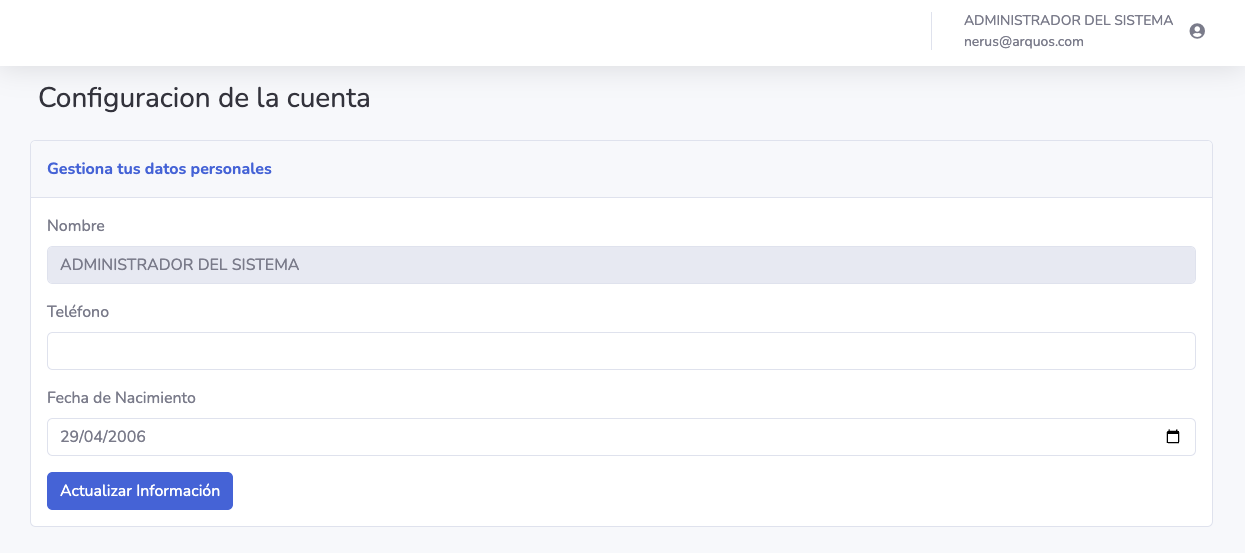 ADMINISTRADOR DEL SISTEMA
nerus@arquos.com
Configuracion de la cuenta
Gestiona tus datos personales
Nombre
ADMINISTRADOR DEL SISTEMA
Teléfono
Fecha de Nacimiento
29/04/2006
Actualizar Información